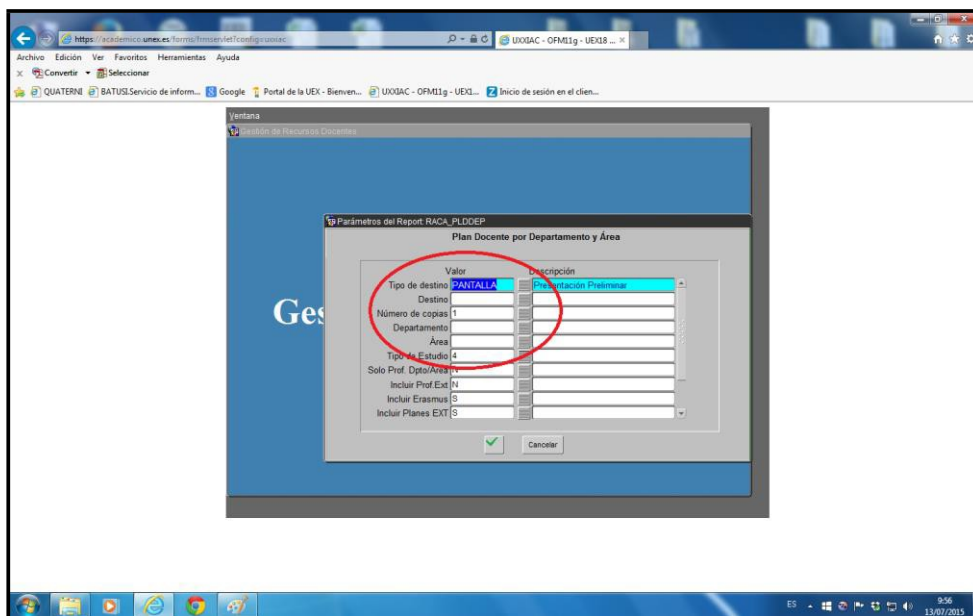 https://academico.unex.es/forms/frmservlet?config=uxxiac
UXXIAC - OFM11g - UEX18 ...
Archivo Edición Ver Favoritos Herramientas Ayuda
Convertir Seleccionar
QUATERNI BATUSI.Servicio de inform... Google Portal de la UEX - Bienven... UXXIAC - OFM11g - UEX1... Inicio de sesión en el clien...
Ventana
Gestión de Recursos Docentes
Parámetros del Report: RACA_PLDDEP
Plan Docente por Departamento y Área
Valor Descripción
Tipo de destino PANTALLA Presentación Preliminar
Destino
Número de copias 1
Ges
Departamento
Área
Tipo de Estudio 4
Solo Prof. Dpto/Area N
Incluir Prof.Ext N
Incluir Erasmus S
Incluir Planes EXT S
Cancelar
ES 9:56
13/07/2015